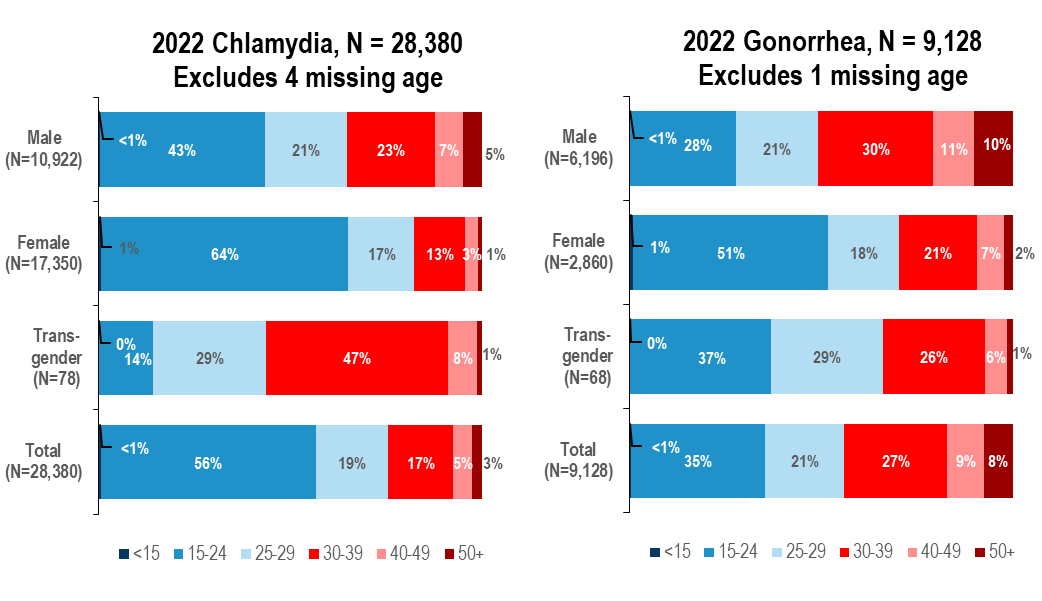 2022 Chlamydia, N = 28,380
Excludes 4 missing age
Male
(N=10,922)
<1%
43%
21%
23%
7%
5%
Female
(N=17,350)
1%
64%
17%
13%
3%
1%
Trans-
gender
(N=78)
0%
14%
29%
47%
8%
1%
Total
(N=28,380)
<1%
56%
19%
17%
5%
3%
<15
15-24
25-29
30-39
40-49
50+
2022 Gonorrhea, N = 9,128
Excludes 1 missing age
Male
(N=6,196)
<1%
28%
21%
30%
11%
10%
Female
(N=2,860)
1%
51%
18%
21%
7%
2%
Trans-
gender
(N=68)
0%
37%
29%
26%
6%
1%
Total
(N=9,128)
<1%
35%
21%
27%
9%
8%
<15
15-24
25-29
30-39
40-49
50+